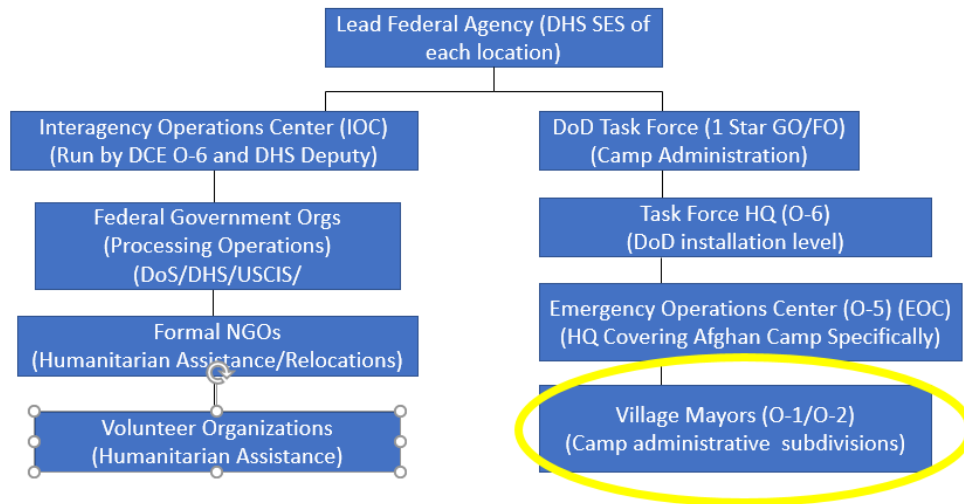 Lead Federal Agency (DHS SES of
each location)
Interagency Operations Center (IOC)
(Run by DCE O-6 and DHS Deputy)
DoD Task Force (1 Star GO/FO)
(Camp Administration)
Federal Government Orgs
(Processing Operations)
(DoS/DHS/USCIS/
Task Force HQ (O-6)
(DoD installation level)
Formal NGOs
(Humanitarian Assistance/Relocations)
Emergency Operations Center (O-5) (EOC)
(HQ Covering Afghan Camp Specifically)
Volunteer Organizations
(Humanitarian Assistance)
Village Mayors (O-1/O-2)
(Camp administrative subdivisions)